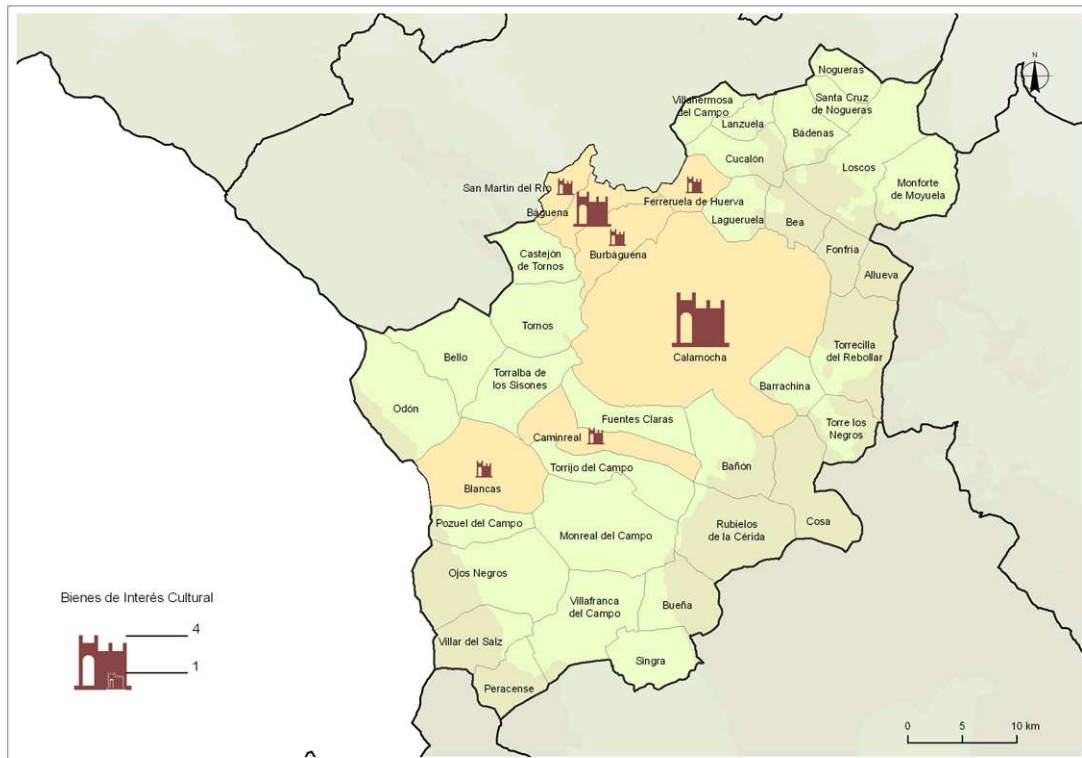 N
Nogueras
Villahermosa
del Campo
Santa Cruz
de Nogueras
Lanzuela
Bádenas
Cucalón
Loscos
San Martín del Río
Monforte
de Moyuela
Ferreruela de Huerva
Báguena
Lagueruela
Bea
Burbáguena
Fonfría
Castejón
de Tornos
Allueva
Tornos
Calamocha
Torrecilla
del Rebollar
Bello
Torralba de
los Sisones
Barrachina
Odón
Fuentes Claras
Torre los
Negros
Caminreal
Torrijo del Campo
Bañón
Blancas
Pozuel del Campo
Rubielos
de la Cérida
Cosa
Monreal del Campo
Ojos Negros
Villafranca
del Campo
Bueña
Villar del Salz
Singra
Peracense
Bienes de Interés Cultural
4
1
0 5 10 km